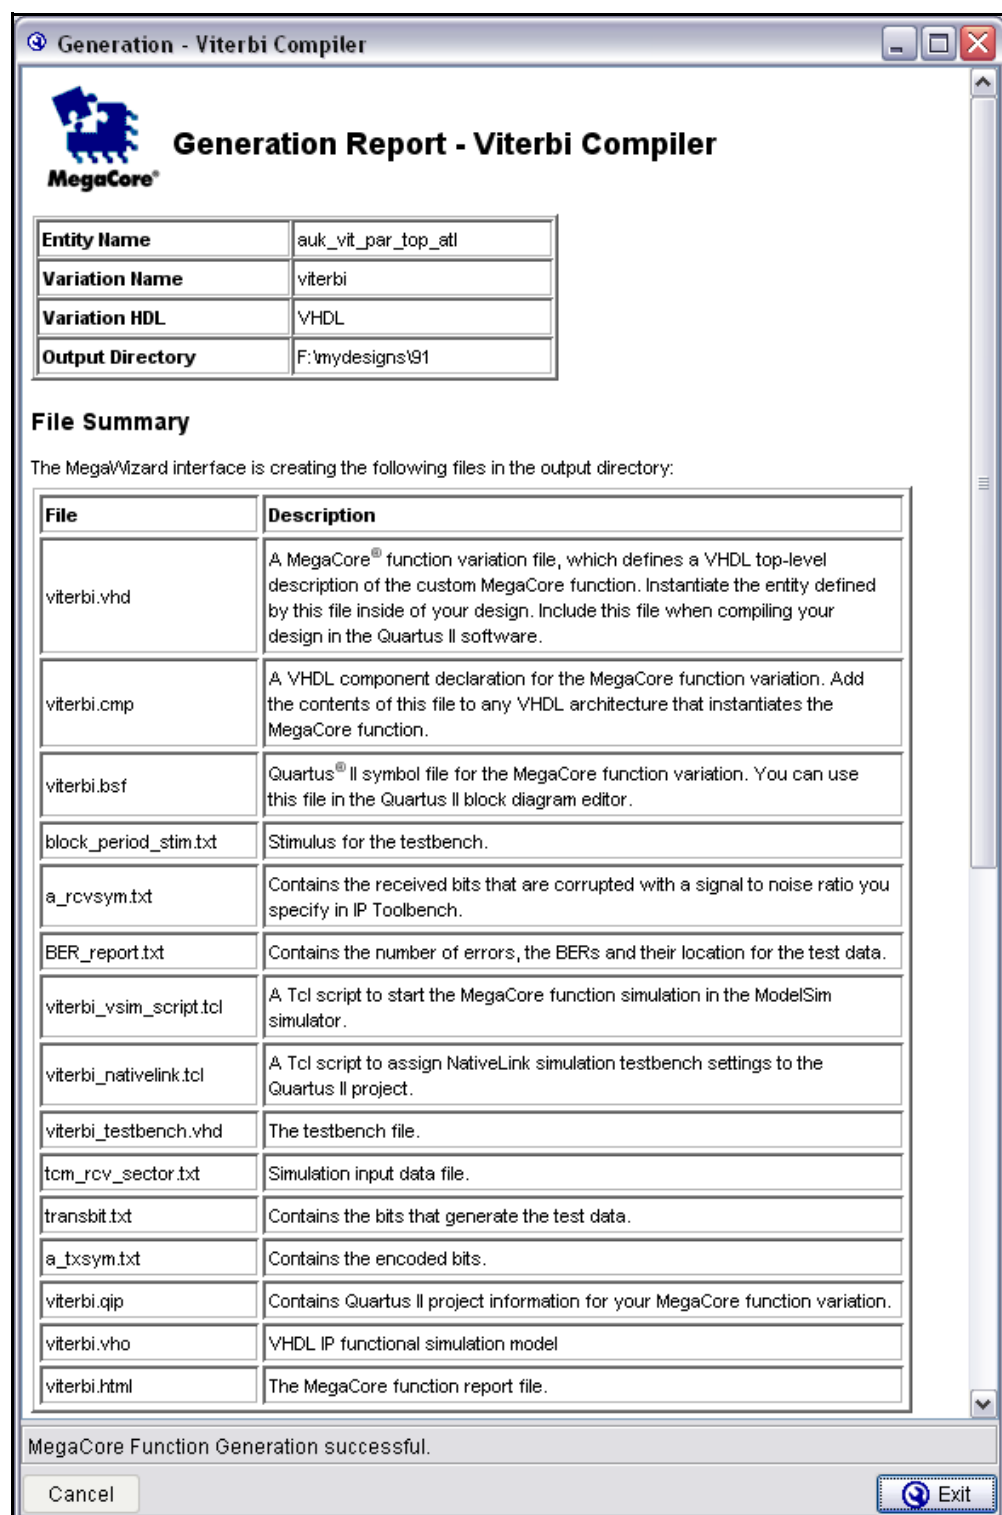 Generation - Viterbi Compiler
MegaCore®
Generation Report - Viterbi Compiler
Entity Name auk_vit_par_top_atl
Variation Name viterbi
Variation HDL VHDL
Output Directory F:\mydesigns\91
File Summary
The MegaWizard interface is creating the following files in the output directory:
File Description
viterbi.vhd
A MegaCore® function variation file, which defines a VHDL top-level
description of the custom MegaCore function. Instantiate the entity defined
by this file inside of your design. Include this file when compiling your
design in the Quartus II software.
viterbi.cmp
A VHDL component declaration for the MegaCore function variation. Add
the contents of this file to any VHDL architecture that instantiates the
MegaCore function.
viterbi.bsf
Quartus® II symbol file for the MegaCore function variation. You can use
this file in the Quartus II block diagram editor.
block_period_stim.txt Stimulus for the testbench.
a_rcvsym.txt
Contains the received bits that are corrupted with a signal to noise ratio you
specify in IP Toolbench.
BER_report.txt Contains the number of errors, the BERs and their location for the test data.
viterbi_vsim_script.tcl
A Tcl script to start the MegaCore function simulation in the ModelSim
simulator.
viterbi_nativelink.tcl
A Tcl script to assign NativeLink simulation testbench settings to the
Quartus II project.
viterbi_testbench.vhd The testbench file.
tcm_rcv_sector.txt Simulation input data file.
transbit.txt Contains the bits that generate the test data.
a_txsym.txt Contains the encoded bits.
viterbi.qip Contains Quartus II project information for your MegaCore function variation.
viterbi.vho VHDL IP functional simulation model
viterbi.html The MegaCore function report file.
MegaCore Function Generation successful.
Cancel Exit